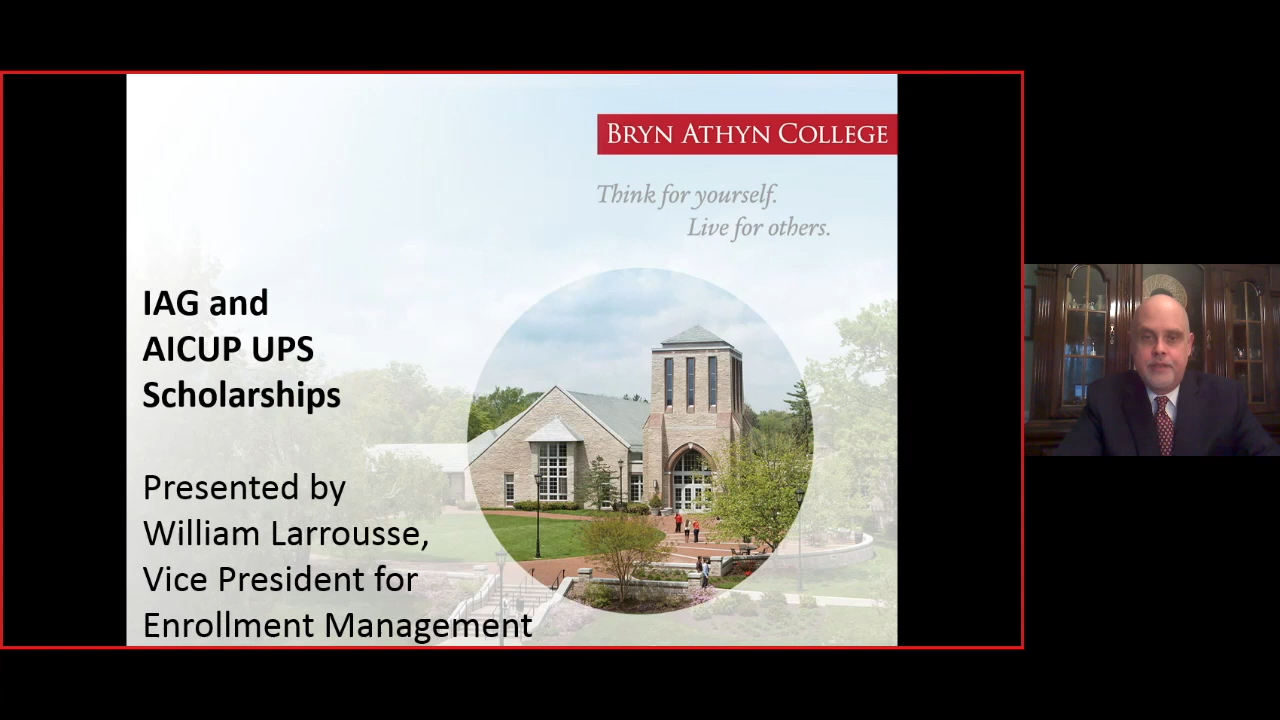 BRYN ATHYN COLLEGE
Think for yourself.
Live for others.
IAG and
AICUP UPS
Scholarships
Presented by
William Larrousse,
Vice President for
Enrollment Management